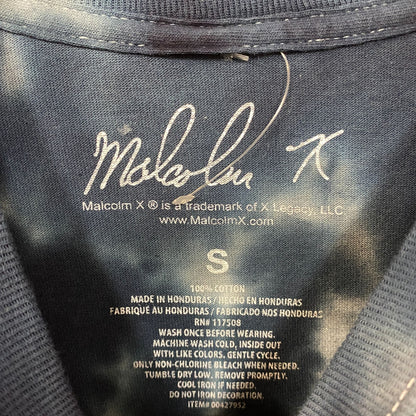 Malcolm X
Malcolm X ® is a trademark of X Legacy, LLC.
www.MalcolmX.com
S
100% COTTON
MADE IN HONDURAS / HECHO EN HONDURAS
FABRIQUÉ AU HONDURAS / FABRICADO NOS HONDURAS
RN# 117508
WASH ONCE BEFORE WEARING.
MACHINE WASH COLD, INSIDE OUT
WITH LIKE COLORS. GENTLE CYCLE.
ONLY NON-CHLORINE BLEACH WHEN NEEDED.
TUMBLE DRY LOW. REMOVE PROMPTLY.
COOL IRON IF NEEDED.
DO NOT IRON DECORATION.
ITEM# 00427952